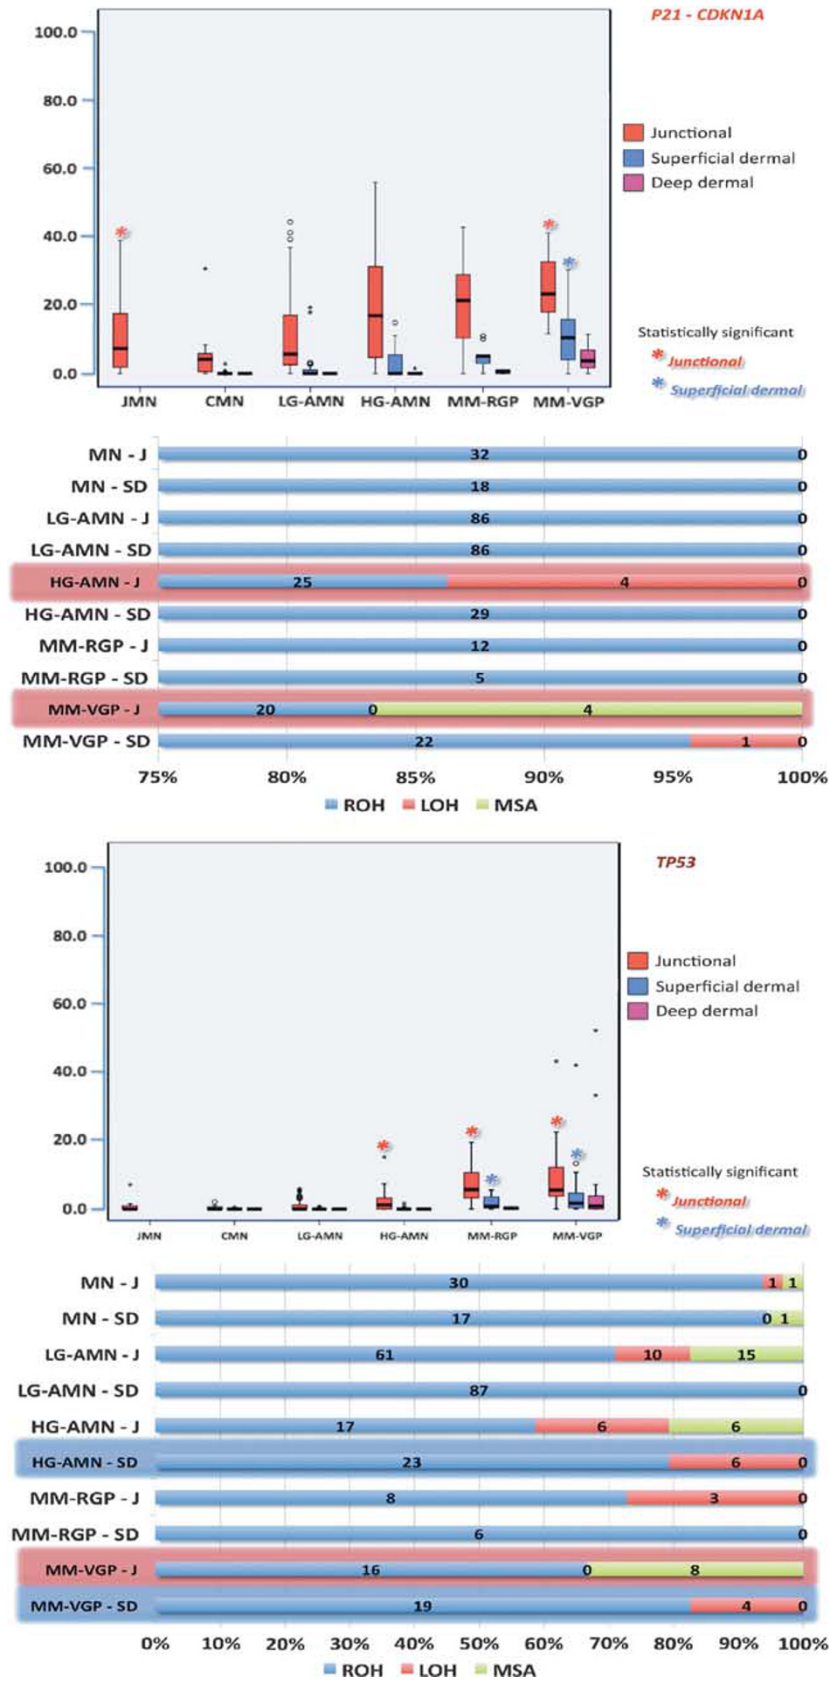 P21 - CDKN1A
100.0
80.0
60.0
40.0
20.0
0.0
Junctional
Superficial dermal
Deep dermal
Statistically significant
* Junctional
* Superficial dermal
JMN CMN LG-AMN HG-AMN MM-RGP MM-VGP
MN - J 32 0
MN - SD 18 0
LG-AMN - J 86 0
LG-AMN - SD 86 0
HG-AMN - J 25 4 0
HG-AMN - SD 29 0
MM-RGP - J 12 0
MM-RGP - SD 5 0
MM-VGP - J 20 0 4
MM-VGP - SD 22 1 0
75% 80% 85% 90% 95% 100%
ROH LOH MSA
TP53
100.0
80.0
60.0
40.0
20.0
0.0
Junctional
Superficial dermal
Deep dermal
Statistically significant
* Junctional
* Superficial dermal
JMN CMN LG-AMN HG-AMN MM-RGP MM-VGP
MN - J 30 1 1
MN - SD 17 0 1
LG-AMN - J 61 10 15
LG-AMN - SD 87 0
HG-AMN - J 17 6 6
HG-AMN - SD 23 6 0
MM-RGP - J 8 3 0
MM-RGP - SD 6 0
MM-VGP - J 16 0 8
MM-VGP - SD 19 4 0
0% 10% 20% 30% 40% 50% 60% 70% 80% 90% 100%
ROH LOH MSA